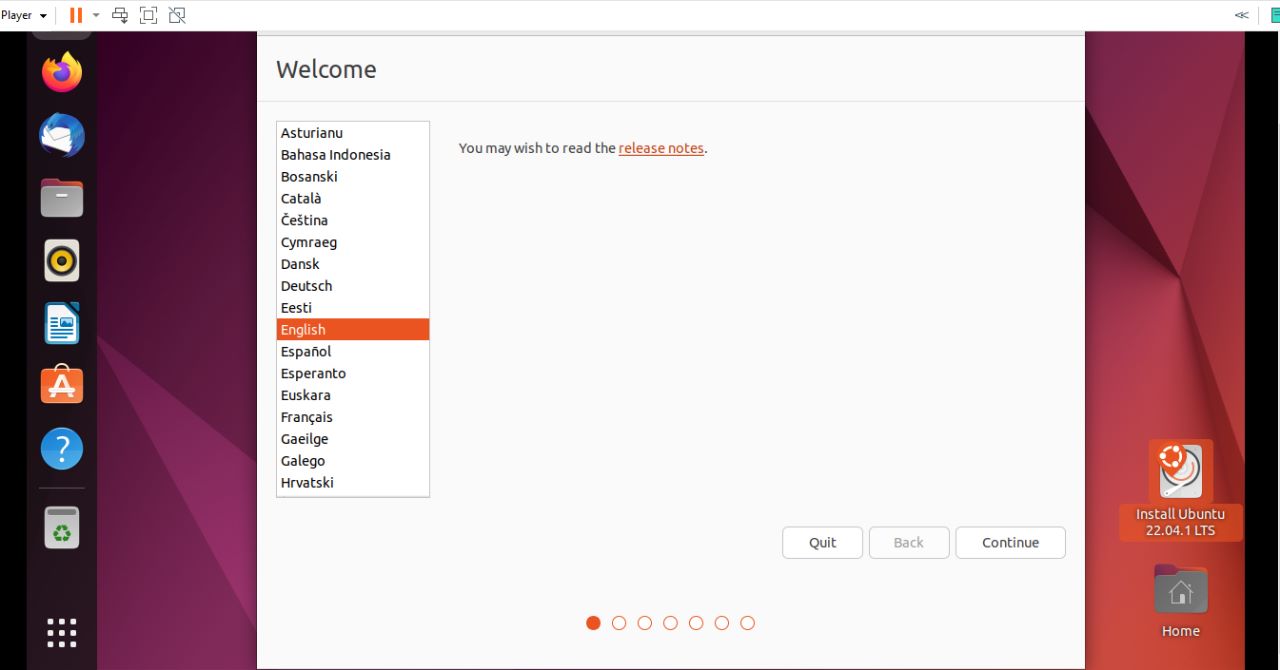 Player
Welcome
Asturianu
Bahasa Indonesia
Bosanski
Català
Čeština
Cymraeg
Dansk
Deutsch
Eesti
English
Español
Esperanto
Euskara
Français
Gaeilge
Galego
Hrvatski
You may wish to read the release notes.
Quit
Back
Continue
Install Ubuntu
22.04.1 LTS
Home